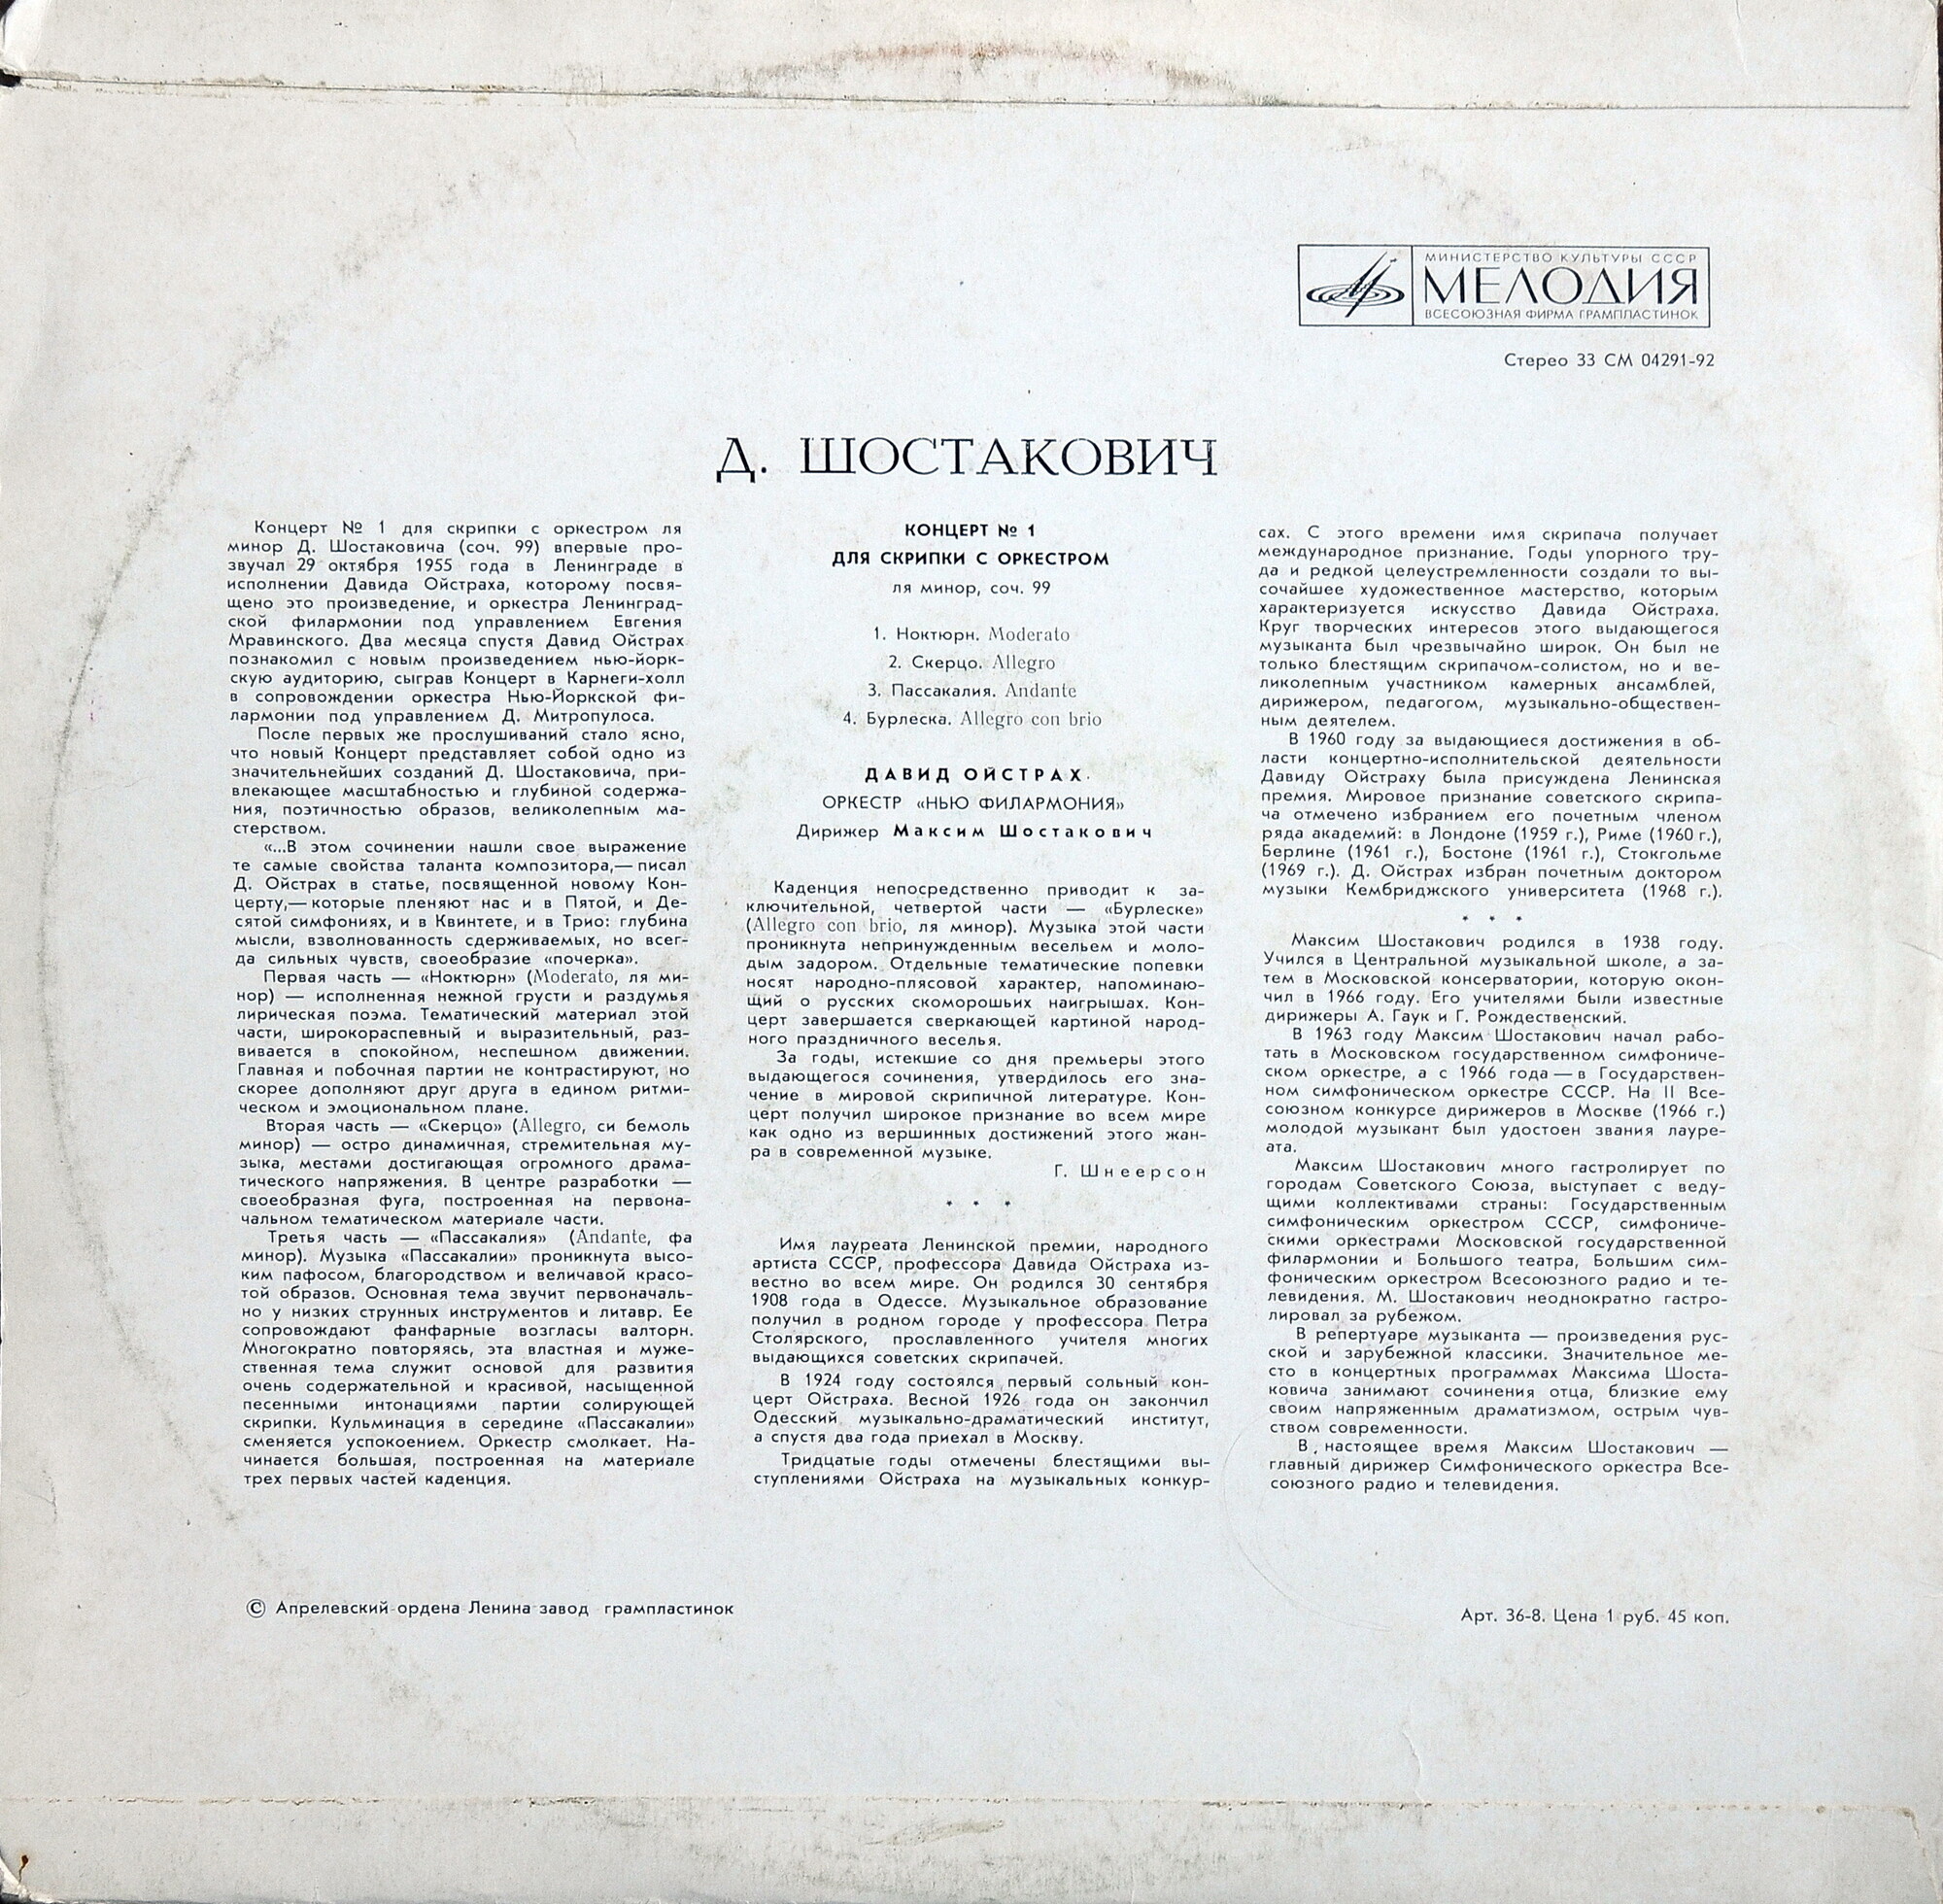 МИНИСТЕРСТВО КУЛЬТУРЫ СССР
МЕЛОДИЯ
ВСЕСОЮЗНАЯ ФИРМА ГРАМПЛАСТИНОК
Стерео 33 СМ 04291-92
Д. ШОСТАКОВИЧ
Концерт № 1 для скрипки с оркестром ля
минор Д. Шостаковича (соч. 99) впервые про-
звучал 29 октября 1955 года в Ленинграде в
исполнении Давида Ойстраха, которому посвя-
щено это произведение, и оркестра Ленинград-
ской филармонии под управлением Евгения
Мравинского. Два месяца спустя Давид Ойстрах
познакомил с новым произведением нью-йорк-
скую аудиторию, сыграв Концерт в Карнеги-холл
в сопровождении оркестра Нью-Йоркской фи-
лармонии под управлением Д. Митропулоса.
После первых же прослушиваний стало ясно,
что новый Концерт представляет собой одно из
значительнейших созданий Д. Шостаковича, при-
влекающее масштабностью и глубиной содержа-
ния, поэтичностью образов, великолепным ма-
стерством.
«...В этом сочинении нашли свое выражение
те самые свойства таланта композитора,— писал
Д. Ойстрах в статье, посвященной новому Кон-
церту,— которые пленяют нас и в Пятой, и Де-
сятой симфониях, и в Квинтете, и в Трио: глубина
мысли, взволнованность сдерживаемых, но всег-
да сильных чувств, своеобразие «почерка».
Первая часть — «Ноктюрн» (Moderato, ля ми-
нор) — исполненная нежной грусти и раздумья
лирическая поэма. Тематический материал этой
части, широкораспевный и выразительный, раз-
вивается в спокойном, неспешном движении.
Главная и побочная партии не контрастируют, но
скорее дополняют друг друга в едином ритми-
ческом и эмоциональном плане.
Вторая часть — «Скерцо» (Allegro, си бемоль
минор) — остро динамичная, стремительная му-
зыка, местами достигающая огромного драма-
тического напряжения. В центре разработки —
своеобразная фуга, построенная на первона-
чальном тематическом материале части.
Третья часть — «Пассакалия» (Andante, фа
минор). Музыка «Пассакалии» проникнута высо-
ким пафосом, благородством и величавой красо-
той образов. Основная тема звучит первоначаль-
но у низких струнных инструментов и литавр. Ее
сопровождают фанфарные возгласы валторн.
Многократно повторяясь, эта властная и муже-
ственная тема служит основой для развития
очень содержательной и красивой, насыщенной
песенными интонациями партии солирующей
скрипки. Кульминация в середине «Пассакалии»
сменяется успокоением. Оркестр смолкает. На-
чинается большая, построенная на материале
трех первых частей каденция.
КОНЦЕРТ № 1
ДЛЯ СКРИПКИ С ОРКЕСТРОМ
ля минор, соч. 99
1. Ноктюрн. Moderato
2. Скерцо. Allegro
3. Пассакалия. Andante
4. Бурлеска. Allegro con brio
ДАВИД ОЙСТРАХ
ОРКЕСТР «НЬЮ ФИЛАРМОНИЯ»
Дирижер Максим Шостакович
Каденция непосредственно приводит к за-
ключительной, четвертой части — «Бурлеске»
(Allegro con brio, ля минор). Музыка этой части
проникнута непринужденным весельем и моло-
дым задором. Отдельные тематические попевки
носят народно-плясовой характер, напоминаю-
щий о русских скоморошьих наигрышах. Кон-
церт завершается сверкающей картиной народ-
ного праздничного веселья.
За годы, истекшие со дня премьеры этого
выдающегося сочинения, утвердилось его зна-
чение в мировой скрипичной литературе. Кон-
церт получил широкое признание во всем мире
как одно из вершинных достижений этого жан-
ра в современной музыке.
Г. Шнеерсон
* * *
Имя лауреата Ленинской премии, народного
артиста СССР, профессора Давида Ойстраха из-
вестно во всем мире. Он родился 30 сентября
1908 года в Одессе. Музыкальное образование
получил в родном городе у профессора Петра
Столярского, прославленного учителя многих
выдающихся советских скрипачей.
В 1924 году состоялся первый сольный кон-
церт Ойстраха. Весной 1926 года он закончил
Одесский музыкально-драматический институт,
а спустя два года приехал в Москву.
Тридцатые годы отмечены блестящими вы-
ступлениями Ойстраха на музыкальных конкур-
сах. С этого времени имя скрипача получает
международное признание. Годы упорного тру-
да и редкой целеустремленности создали то вы-
сочайшее художественное мастерство, которым
характеризуется искусство Давида Ойстраха.
Круг творческих интересов этого выдающегося
музыканта был чрезвычайно широк. Он был не
только блестящим скрипачом-солистом, но и ве-
ликолепным участником камерных ансамблей,
дирижером, педагогом, музыкально-обществен-
ным деятелем.
В 1960 году за выдающиеся достижения в об-
ласти концертно-исполнительской деятельности
Давиду Ойстраху была присуждена Ленинская
премия. Мировое признание советского скрипа-
ча отмечено избранием его почетным членом
ряда академий: в Лондоне (1959 г.), Риме (1960 г.),
Берлине (1961 г.), Бостоне (1961 г.), Стокгольме
(1969 г.). Д. Ойстрах избран почетным доктором
музыки Кембриджского университета (1968 г.).
* * *
Максим Шостакович родился в 1938 году.
Учился в Центральной музыкальной школе, а за-
тем в Московской консерватории, которую окон-
чил в 1966 году. Его учителями были известные
дирижеры А. Гаук и Г. Рождественский.
В 1963 году Максим Шостакович начал рабо-
тать в Московском государственном симфониче-
ском оркестре, а с 1966 года — в Государствен-
ном симфоническом оркестре СССР. На II Все-
союзном конкурсе дирижеров в Москве (1966 г.)
молодой музыкант был удостоен звания лауре-
ата.
Максим Шостакович много гастролирует по
городам Советского Союза, выступает с веду-
щими коллективами страны: Государственным
симфоническим оркестром СССР, симфониче-
скими оркестрами Московской государственной
филармонии и Большого театра, Большим сим-
фоническим оркестром Всесоюзного радио и те-
левидения. М. Шостакович неоднократно гастро-
лировал за рубежом.
В репертуаре музыканта — произведения рус-
ской и зарубежной классики. Значительное ме-
сто в концертных программах Максима Шоста-
ковича занимают сочинения отца, близкие ему
своим напряженным драматизмом, острым чув-
ством современности.
В настоящее время Максим Шостакович —
главный дирижер Симфонического оркестра Все-
союзного радио и телевидения.
© Апрелевский ордена Ленина завод грампластинок
Арт. 36-8. Цена 1 руб. 45 коп.